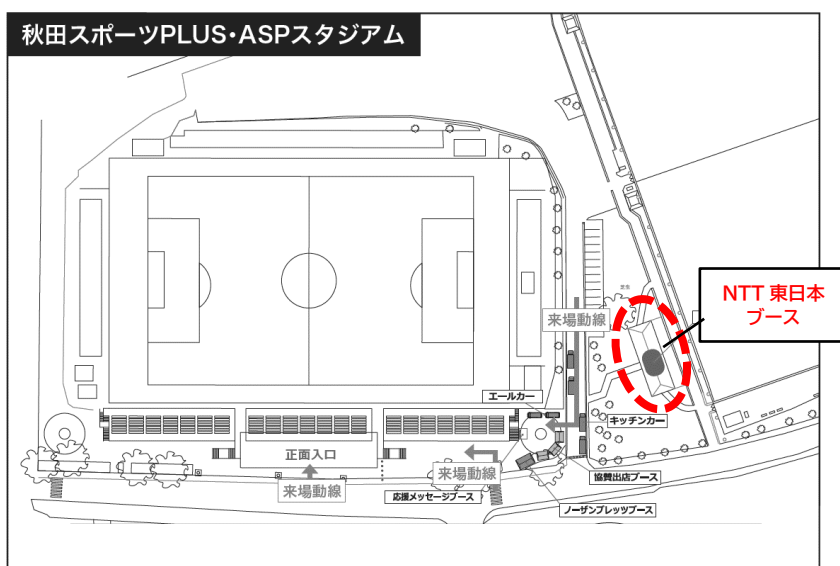 秋田スポーツPLUS・ASPスタジアム
芝生
NTT 東日本
ブース
来場動線
エールカー
キッチンカー
正面入口
来場動線
来場動線
応援メッセージブース
協賛出店ブース
ノーザンブレッツブース